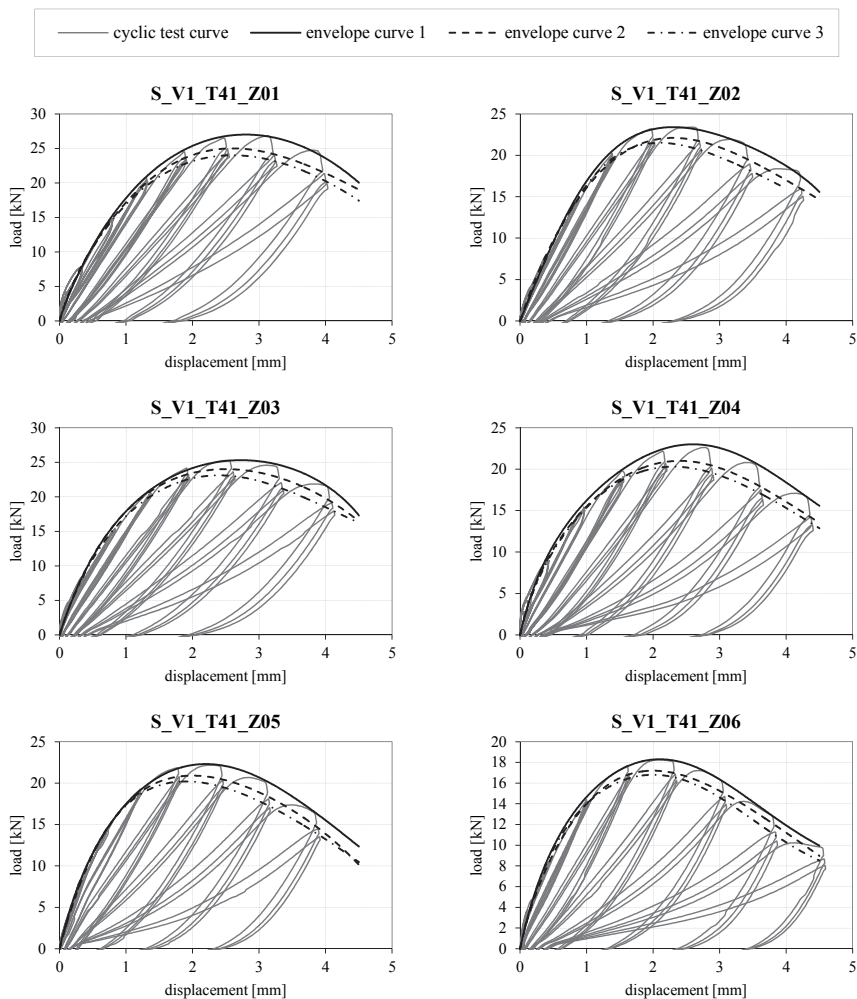 cyclic test curve envelope curve 1 envelope curve 2 envelope curve 3
S_V1_T41_Z01
30
25
20
15
10
5
0
load [kN]
0 1 2 3 4 5
displacement [mm]
S_V1_T41_Z02
25
20
15
10
5
0
load [kN]
0 1 2 3 4 5
displacement [mm]
S_V1_T41_Z03
30
25
20
15
10
5
0
load [kN]
0 1 2 3 4 5
displacement [mm]
S_V1_T41_Z04
25
20
15
10
5
0
load [kN]
0 1 2 3 4 5
displacement [mm]
S_V1_T41_Z05
25
20
15
10
5
0
load [kN]
0 1 2 3 4 5
displacement [mm]
S_V1_T41_Z06
20
18
16
14
12
10
8
6
4
2
0
load [kN]
0 1 2 3 4 5
displacement [mm]